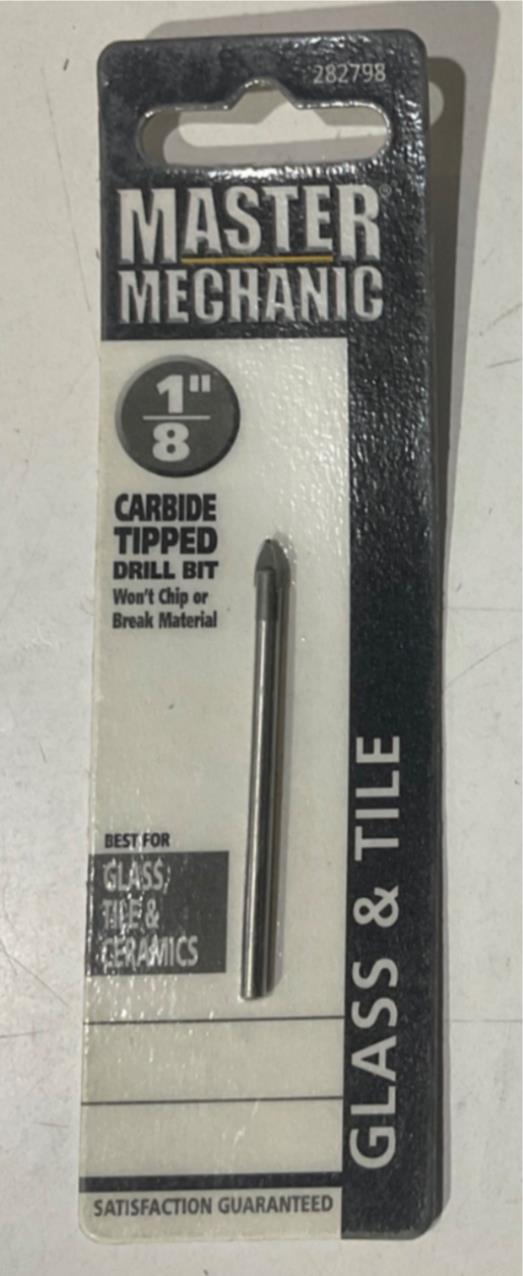 282798
MASTER®
MECHANIC
1"
8
CARBIDE
TIPPED
DRILL BIT
Won't Chip or
Break Material
BEST FOR
GLASS,
TILE &
CERAMICS
GLASS & TILE
SATISFACTION GUARANTEED